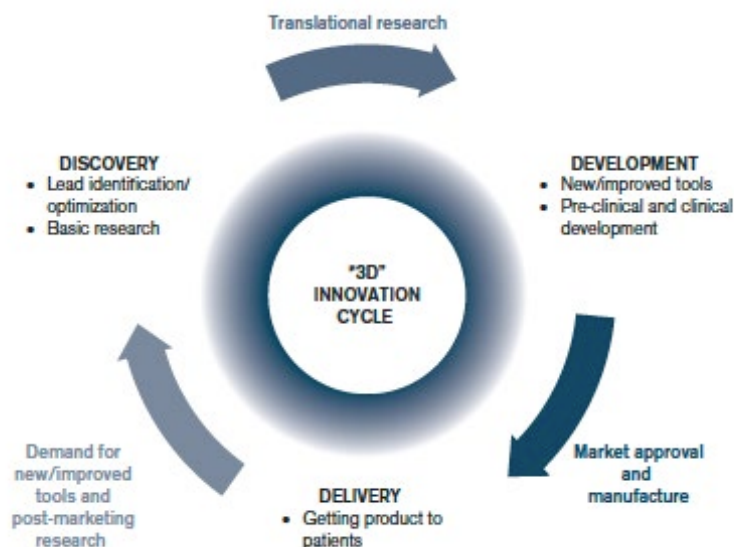 Translational research
DISCOVERY
• Lead identification/
optimization
• Basic research
DEVELOPMENT
• New/improved tools
• Pre-clinical and clinical
development
"3D"
INNOVATION
CYCLE
Demand for
new/improved
tools and
post-marketing
research
DELIVERY
• Getting product to
patients
Market approval
and
manufacture